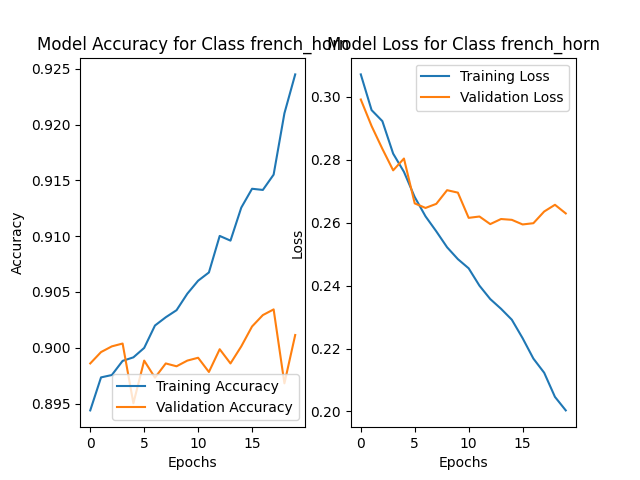 Model Accuracy for Class french_horn
0.925
0.920
0.915
0.910
0.905
0.900
0.895
Accuracy
0
5
10
15
Epochs
Training Accuracy
Validation Accuracy
Model Loss for Class french_horn
0.30
0.28
0.26
0.24
0.22
0.20
Loss
0
5
10
15
Epochs
Training Loss
Validation Loss